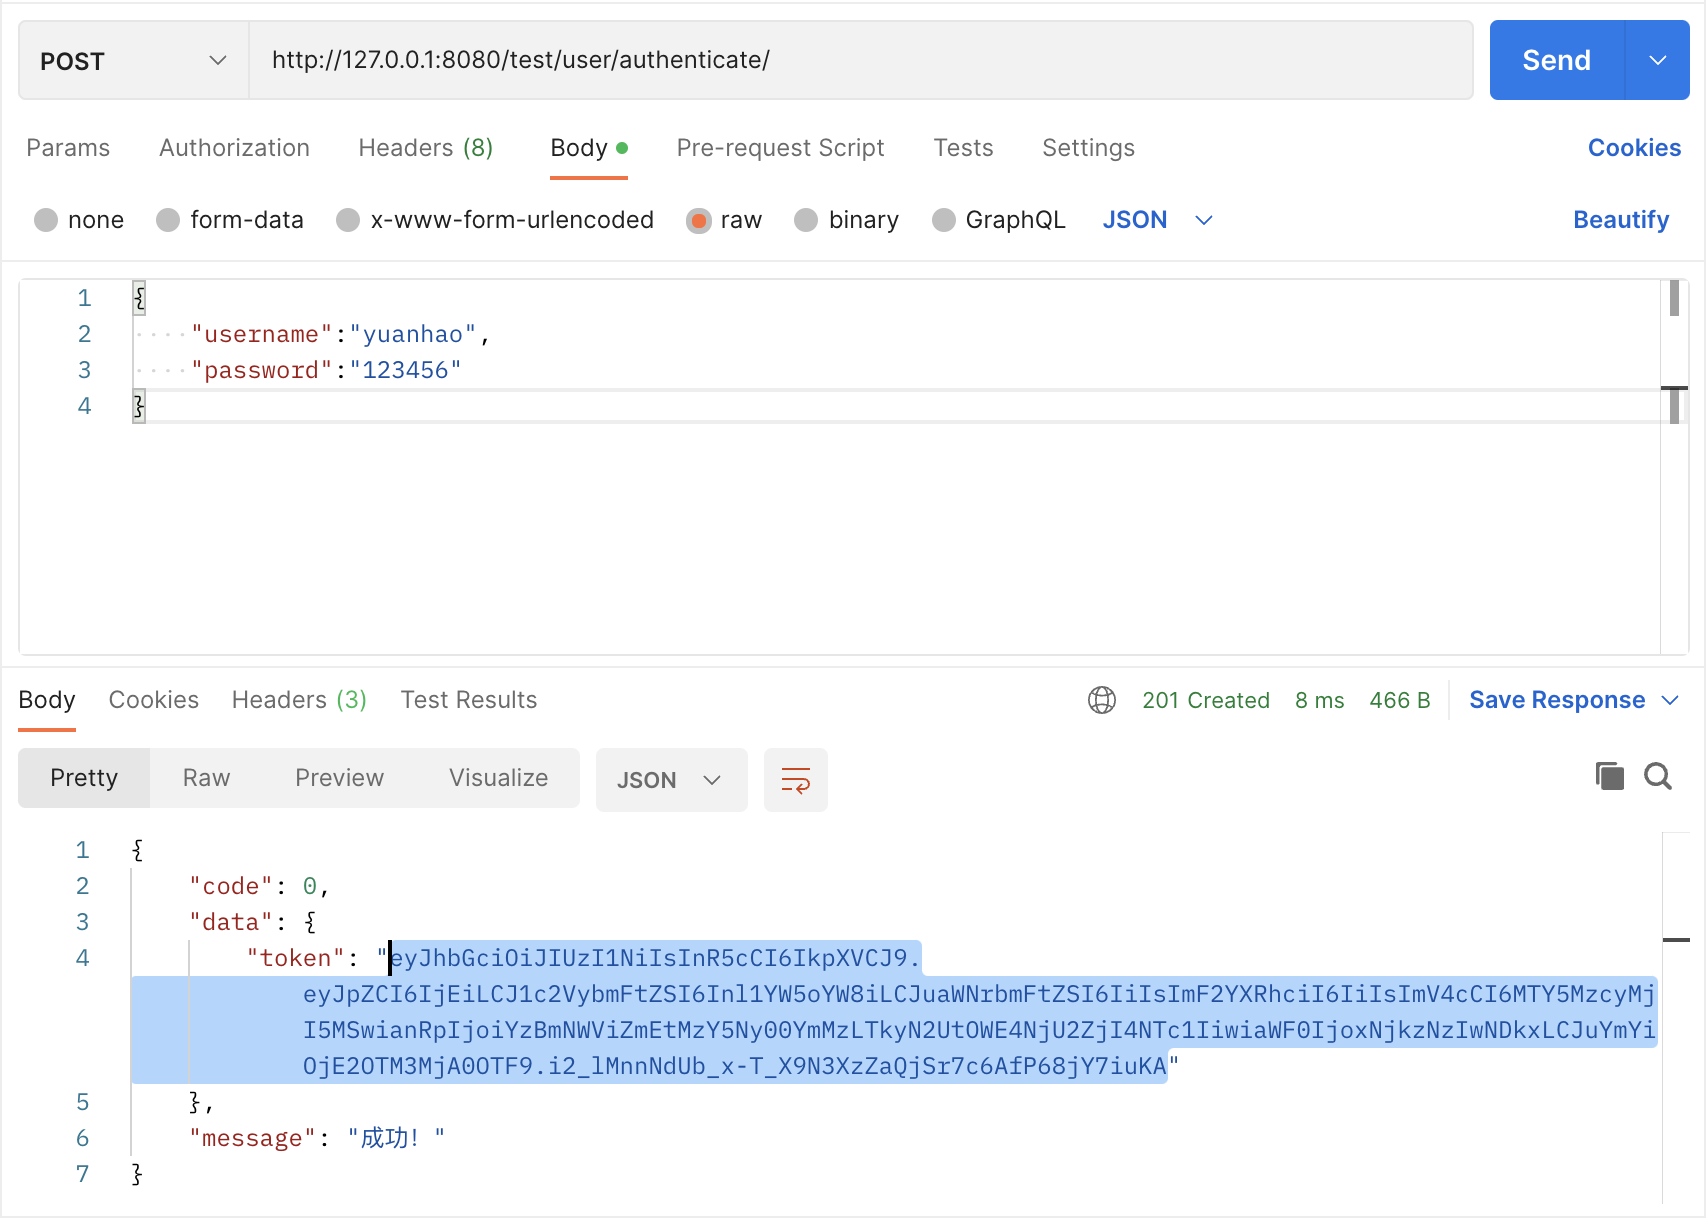 POST http://127.0.0.1:8080/test/user/authenticate/ Send
Params Authorization Headers (8) Body Pre-request Script Tests Settings Cookies
none form-data x-www-form-urlencoded raw binary GraphQL JSON Beautify
1 {
2 "username":"yuanhao",
3 "password":"123456"
4 }
Body Cookies Headers (3) Test Results 201 Created 8 ms 466 B Save Response
Pretty Raw Preview Visualize JSON
1 {
2 "code": 0,
3 "data": {
4 "token": "eyJhbGciOiJIUzI1NiIsInR5cCI6IkpXVCJ9.
eyJpZCI6IjEiLCJ1c2VybmFtZSI6Inl1YW5oYW8iLCJuaWNrbmFtZSI6IiIsImF2YXRhciI6IiIsImV4cCI6MTY5MzcyMj
I5MSwianRpIjoiYzBmNWViZmEtMzY5Ny00YmMzLTkyN2UtOWE4NjU2ZjI4NTc1IiwiaWF0IjoxNjkzNzIwNDkxLCJuYmYi
OjE2OTM3MjA0OTF9.i2_lMnnNdUb_x-T_X9N3XzZaQjSr7c6AfP68jY7iuKA"
5 },
6 "message": "成功！"
7 }